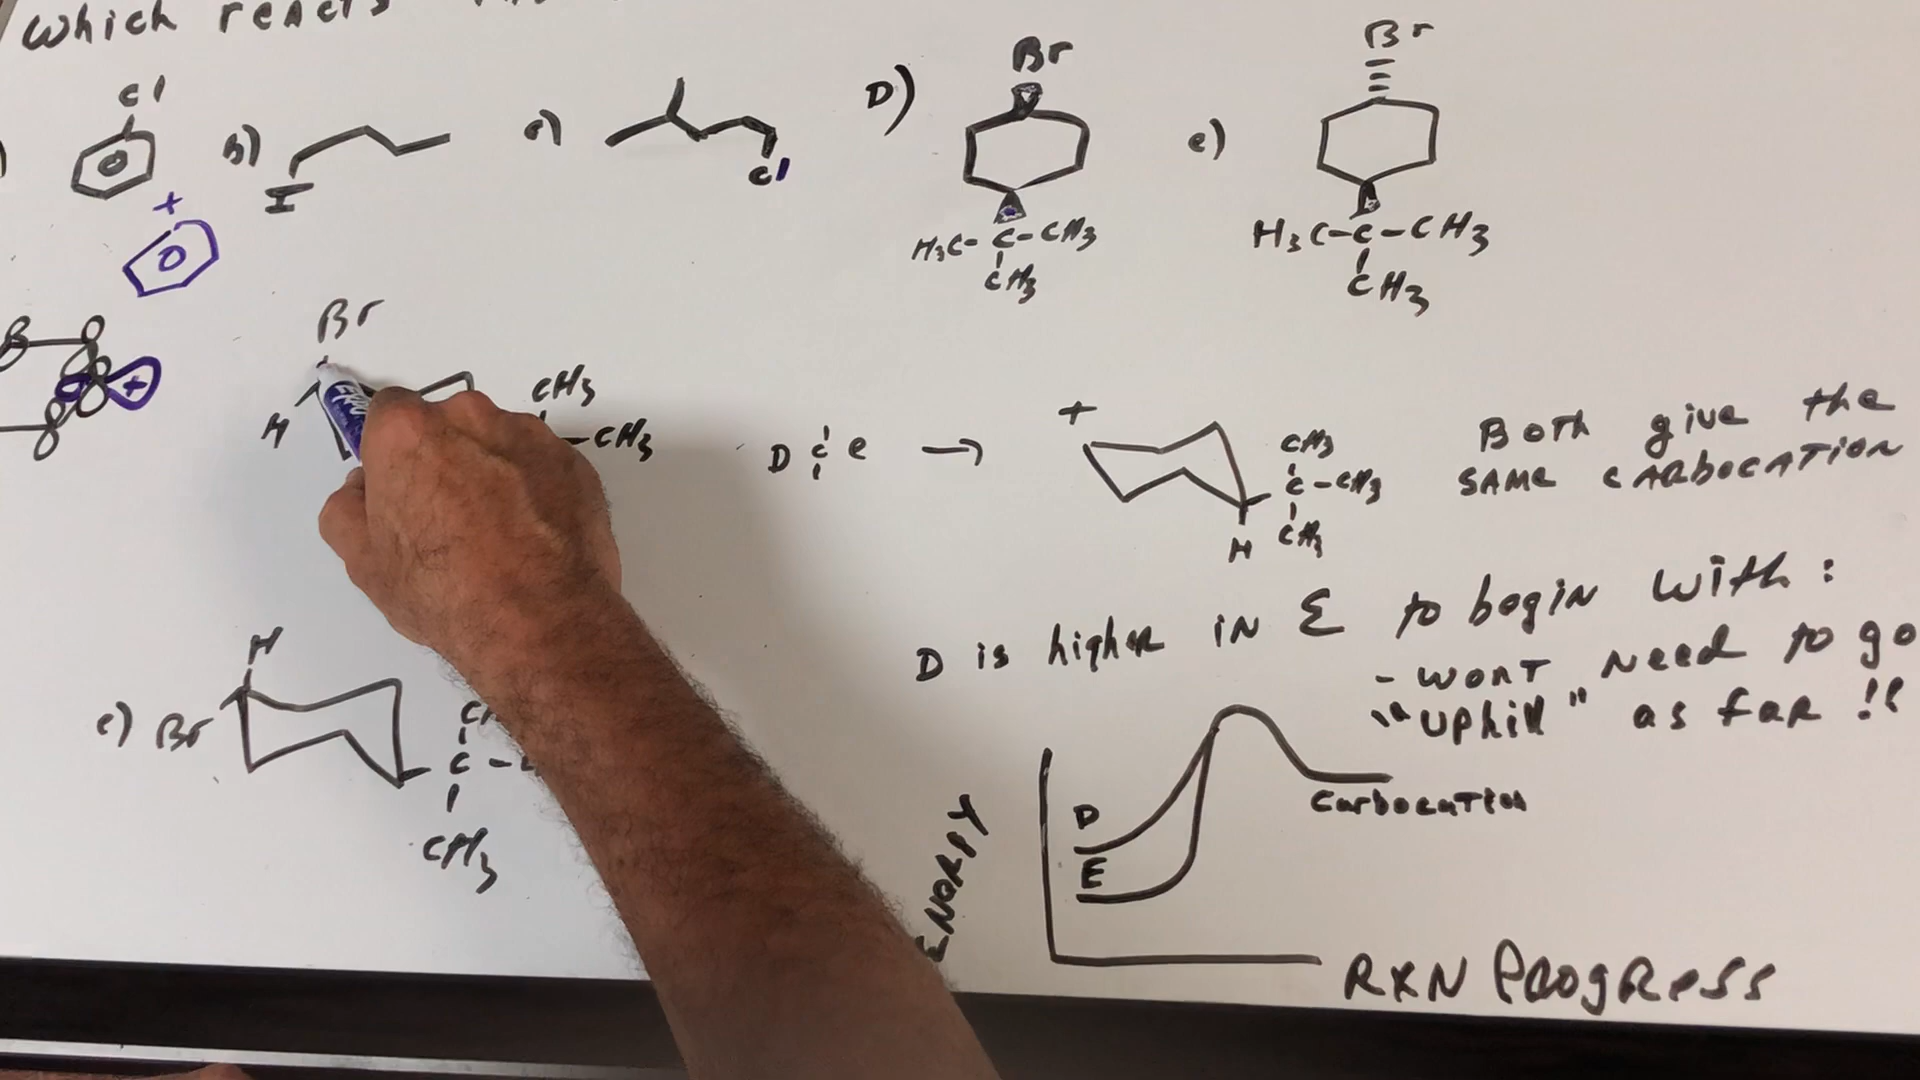 Which reacts
Cl
b)
I
c)
Cl
D)
Br
H3C-C-CH3
CH3
e)
Br
H3C-C-CH3
CH3
+
+
Br
H
CH3
-CH3
D & e →
+
CH3
C-CH3
CH3
H
Both give the
SAME CARBOCATION
D is higher in E to begin with:
- WONT Need to go
"uphill" as far !!
H
e) Br
C -
CH3
ENORPY
D
E
Carbocation
RXN Progress